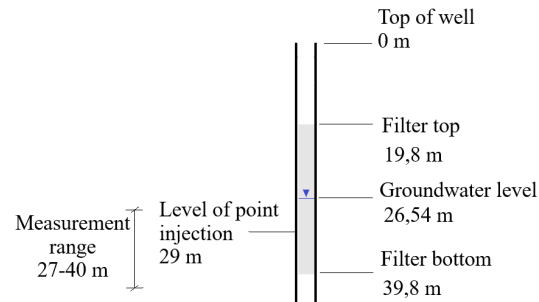 Top of well
0 m
Filter top
19,8 m
Groundwater level
26,54 m
Level of point
injection
29 m
Measurement
range
27-40 m
Filter bottom
39,8 m